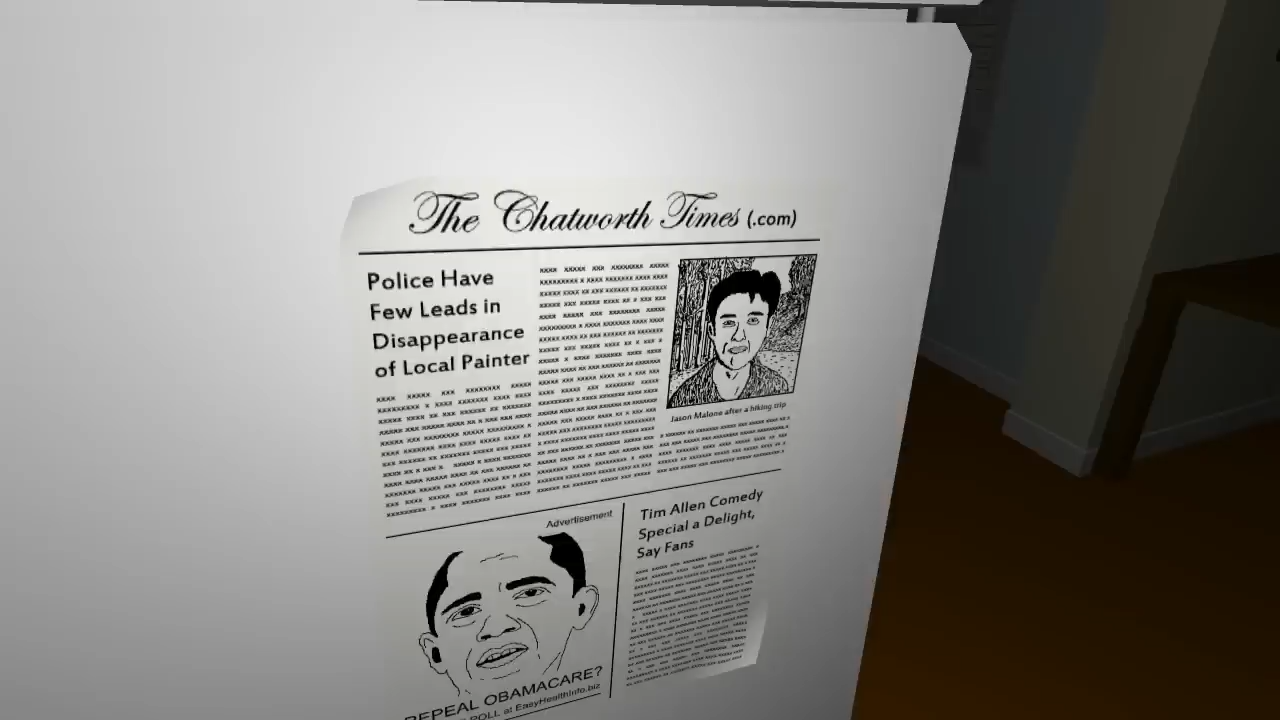 The Chatworth Times (.com)
Police Have
Few Leads in
Disappearance
of Local Painter
Jason Malone after a hiking trip
Advertisement
REPEAL OBAMACARE?
POLL at EasyHealthInfo.biz
Tim Allen Comedy
Special a Delight,
Say Fans